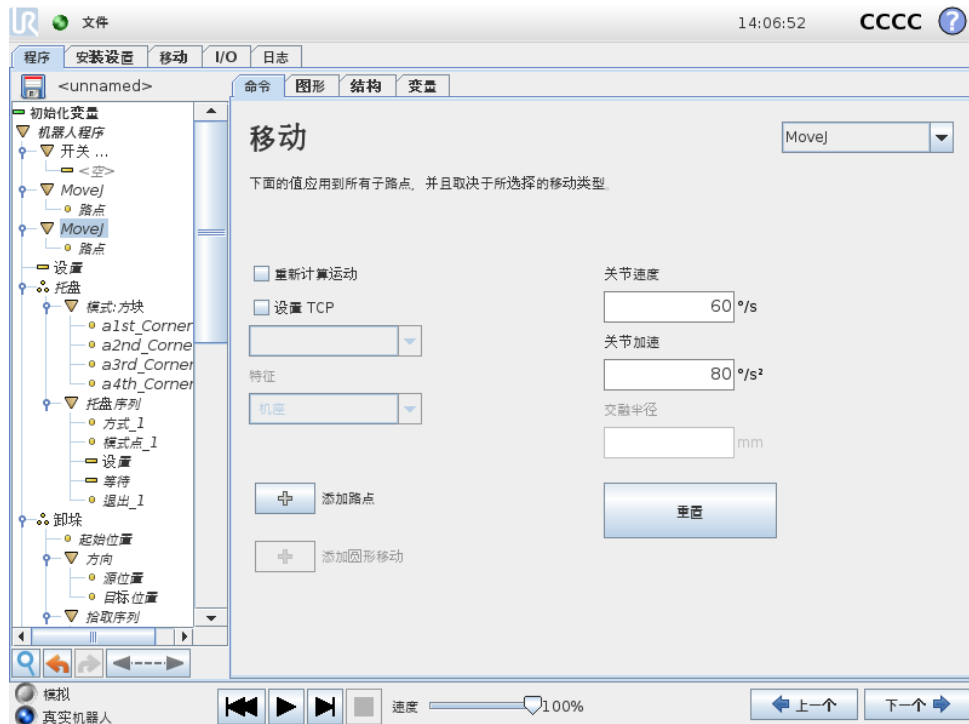 UR 文件 14:06:52 CCCC ?
程序 安装设置 移动 I/O 日志
<unnamed>
命令 图形 结构 变量
初始化变量
机器人程序
开关 ...
<空>
MoveJ
路点
MoveJ
路点
设置
托盘
模式:方块
a1st_Corner
a2nd_Corne
a3rd_Corner
a4th_Corner
托盘序列
方式_1
模式点_1
设置
等待
退出_1
卸垛
起始位置
方向
源位置
目标位置
拾取序列
移动
MoveJ
下面的值应用到所有子路点，并且取决于所选择的移动类型。
重新计算运动
设置 TCP
特征
机座
添加路点
添加圆形移动
关节速度
60 °/s
关节加速
80 °/s²
交融半径
mm
重置
模拟
真实机器人
速度 100%
上一个
下一个